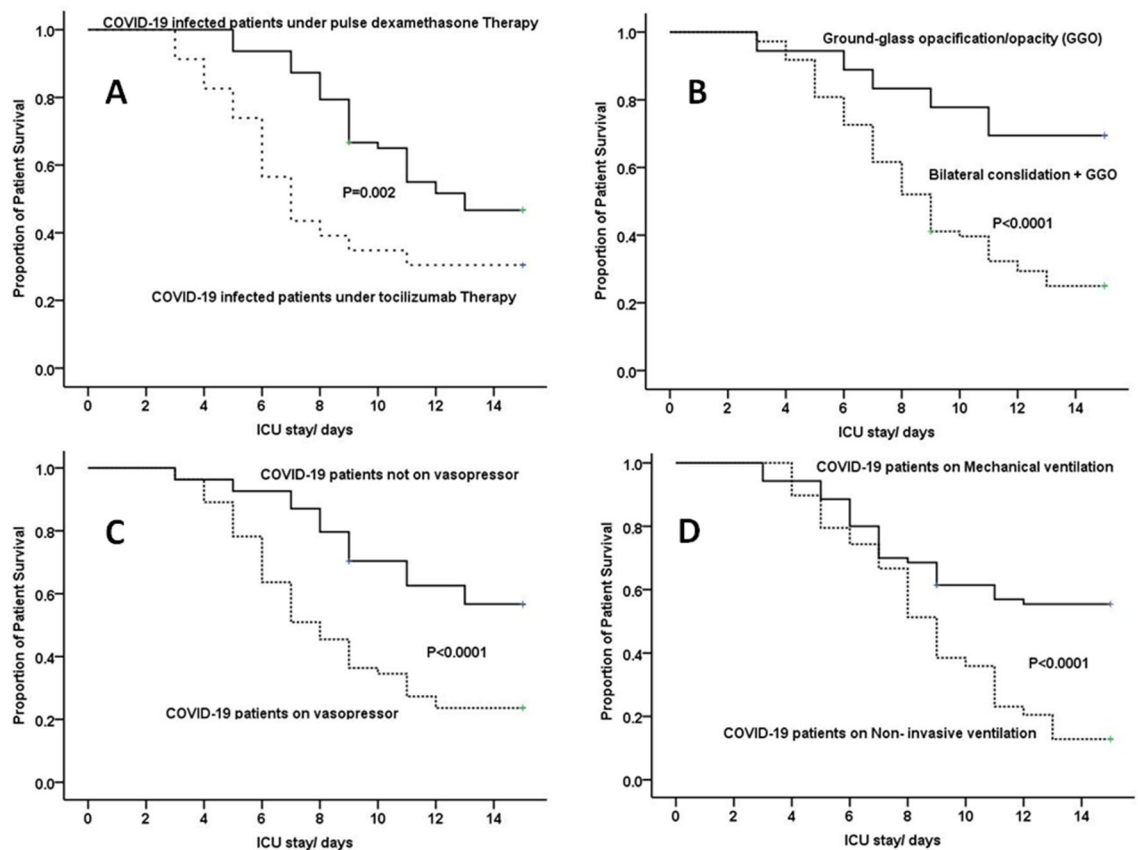 COVID-19 infected patients under pulse dexamethasone Therapy
1.0
0.8
0.6
0.4
0.2
0.0
Proportion of Patient Survival
A
P=0.002
COVID-19 infected patients under tocilizumab Therapy
0 2 4 6 8 10 12 14
ICU stay/ days
Ground-glass opacification/opacity (GGO)
1.0
0.8
0.6
0.4
0.2
0.0
Proportion of Patient Survival
B
Bilateral conslidation + GGO
P<0.0001
0 2 4 6 8 10 12 14
ICU stay/ days
COVID-19 patients not on vasopressor
1.0
0.8
0.6
0.4
0.2
0.0
Proportion of Patient Survival
C
P<0.0001
COVID-19 patients on vasopressor
0 2 4 6 8 10 12 14
ICU stay/ days
COVID-19 patients on Mechanical ventilation
1.0
0.8
0.6
0.4
0.2
0.0
Proportion of Patient Survival
D
P<0.0001
COVID-19 patients on Non- invasive ventilation
0 2 4 6 8 10 12 14
ICU stay/ days